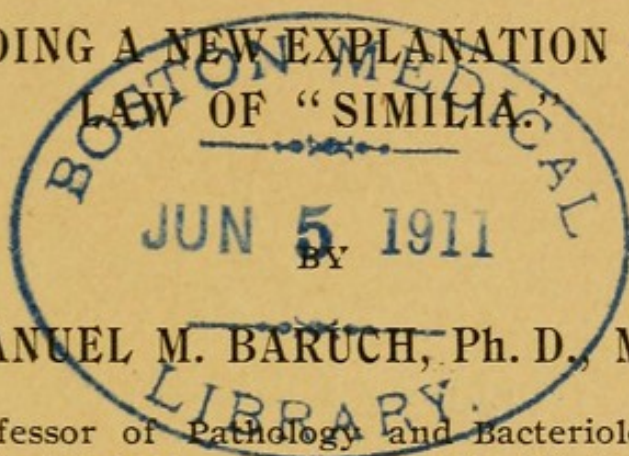 DING A NEW EXPLANATION
LAW OF “SIMILIA.”
BOSTON MEDICAL
JUN 5 1911
BY
ANUEL M. BARUCH, Ph. D., M
LIBRARY.
fessor of Pathology and Bacteriolo